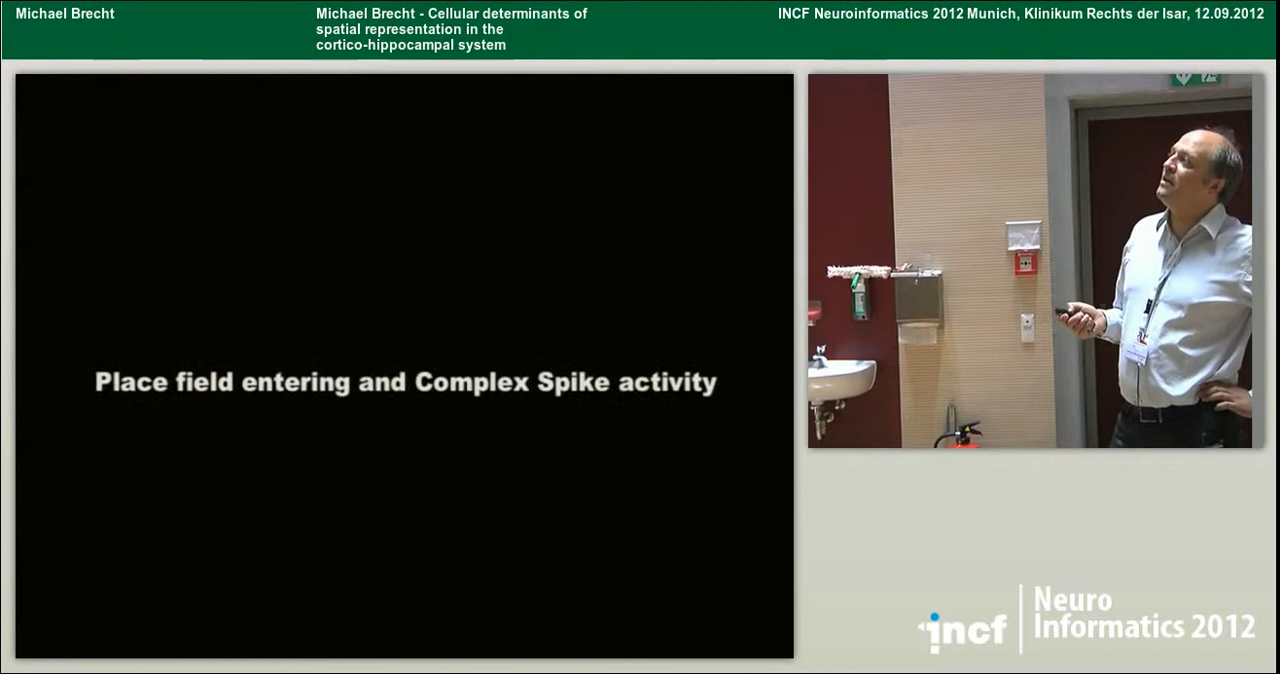 Michael Brecht
Michael Brecht - Cellular determinants of
spatial representation in the
cortico-hippocampal system
INCF Neuroinformatics 2012 Munich, Klinikum Rechts der Isar, 12.09.2012
Place field entering and Complex Spike activity
incf
Neuro
Informatics 2012